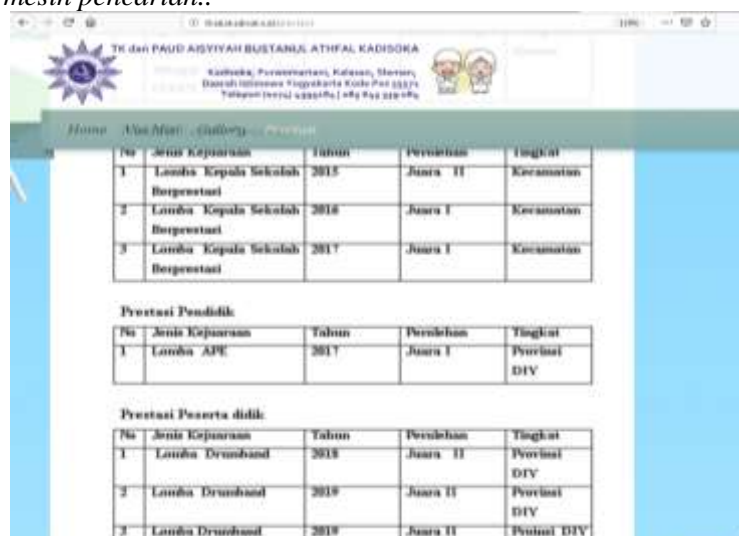 mesin pencarian..
TK dan PAUD AISYIYAH BUSTANUL ATHFAL KADISOKA
Kadisoka, Purwomartani, Kalasan, Sleman,
Daerah Istimewa Yogyakarta Kode Pos 55571
Home Visi Misi Gallery Prestasi
No Jenis Kejuaraan Tahun Perolehan Tingkat
1 Lomba Kepala Sekolah 2015 Juara II Kecamatan
Berprestasi
2 Lomba Kepala Sekolah 2016 Juara I Kecamatan
Berprestasi
3 Lomba Kepala Sekolah 2017 Juara I Kecamatan
Berprestasi
Prestasi Pendidik
No Jenis Kejuaraan Tahun Perolehan Tingkat
1 Lomba APE 2017 Juara I Provinsi
DIY
Prestasi Peserta didik
No Jenis Kejuaraan Tahun Perolehan Tingkat
1 Lomba Drumband 2018 Juara II Provinsi
DIY
2 Lomba Drumband 2019 Juara II Provinsi
DIY
3 Lomba Drumband 2019 Juara II DIY